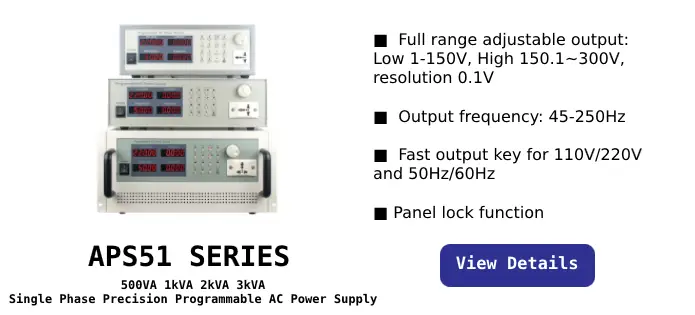 ■ Full range adjustable output:
Low 1-150V, High 150.1~300V,
resolution 0.1V
■ Output frequency: 45-250Hz
■ Fast output key for 110V/220V
and 50Hz/60Hz
■ Panel lock function
APS51 SERIES
500VA 1kVA 2kVA 3kVA
Single Phase Precision Programmable AC Power Supply
View Details